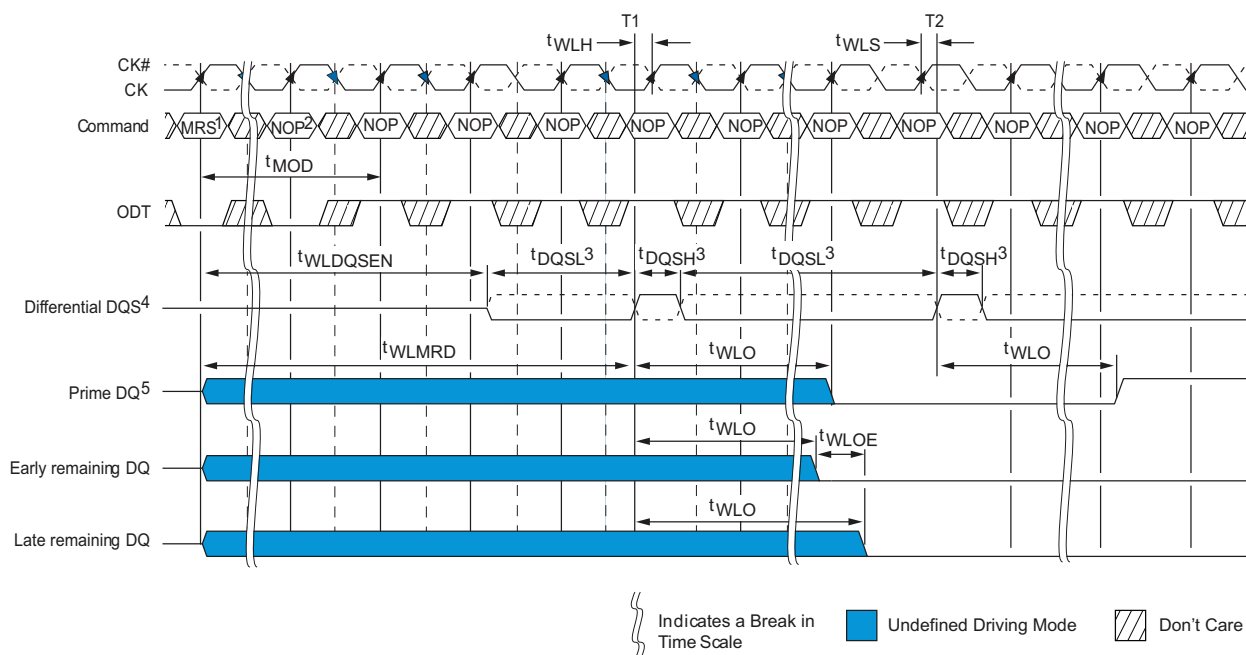 T1 T2
tWLH tWLS
CK#
CK
Command MRS1 NOP2 NOP NOP NOP NOP NOP NOP NOP NOP NOP NOP
tMOD
ODT
tWLDQSEN tDQSL3 tDQSH3 tDQSL3 tDQSH3
Differential DQS4
tWLMRD tWLO tWLO
Prime DQ5
tWLO tWLOE
Early remaining DQ
tWLO
Late remaining DQ
Indicates a Break in
Time Scale
Undefined Driving Mode
Don't Care